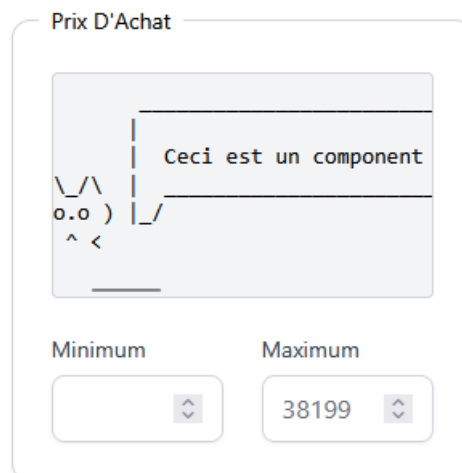 Prix D'Achat
Ceci est un component
\_/\
o.o ) |_/
^ <
Minimum Maximum
38199